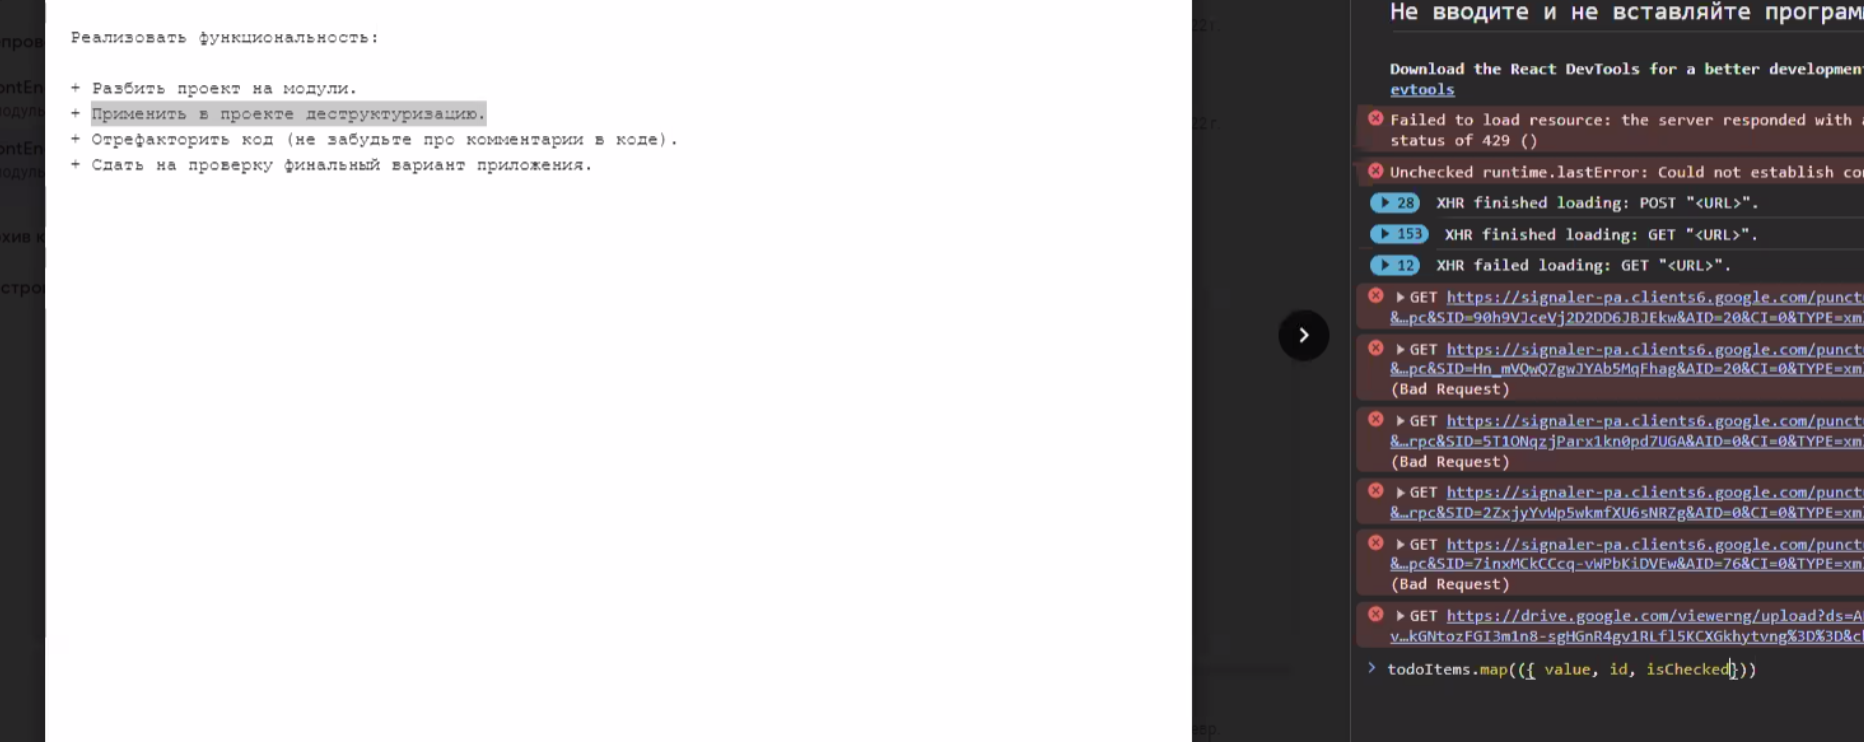 Реализовать функциональность:
+ Разбить проект на модули.
+ Применить в проекте деструктуризацию.
+ Отрефакторить код (не забудьте про комментарии в коде).
+ Сдать на проверку финальный вариант приложения.
Не вводите и не вставляйте програм
Download the React DevTools for a better developmen
evtools
Failed to load resource: the server responded with a
status of 429 ()
Unchecked runtime.lastError: Could not establish co
28 XHR finished loading: POST "<URL>".
153 XHR finished loading: GET "<URL>".
12 XHR failed loading: GET "<URL>".
GET https://signaler-pa.clients6.google.com/punct
&…pc&SID=90h9VJceVj2D2DD6JBJEkw&AID=20&CI=0&TYPE=xm
GET https://signaler-pa.clients6.google.com/punct
&…pc&SID=Hn_mVQwQ7gwJYAb5MqFhag&AID=20&CI=0&TYPE=xm
(Bad Request)
GET https://signaler-pa.clients6.google.com/punct
&…rpc&SID=5T1ONqzjParx1kn0pd7UGA&AID=0&CI=0&TYPE=xm
(Bad Request)
GET https://signaler-pa.clients6.google.com/punct
&…rpc&SID=2ZxjyYvWp5wkmfXU6sNRZg&AID=0&CI=0&TYPE=xm
GET https://signaler-pa.clients6.google.com/punct
&…pc&SID=7inxMCkCCcq-vWPbKiDVEw&AID=76&CI=0&TYPE=xm
(Bad Request)
GET https://drive.google.com/viewerng/upload?ds=A
v…kGNtozFGI3m1n8-sgHGnR4gv1RLfl5KCXGkhytvng%3D%3D&c
> todoItems.map(({ value, id, isChecked}))